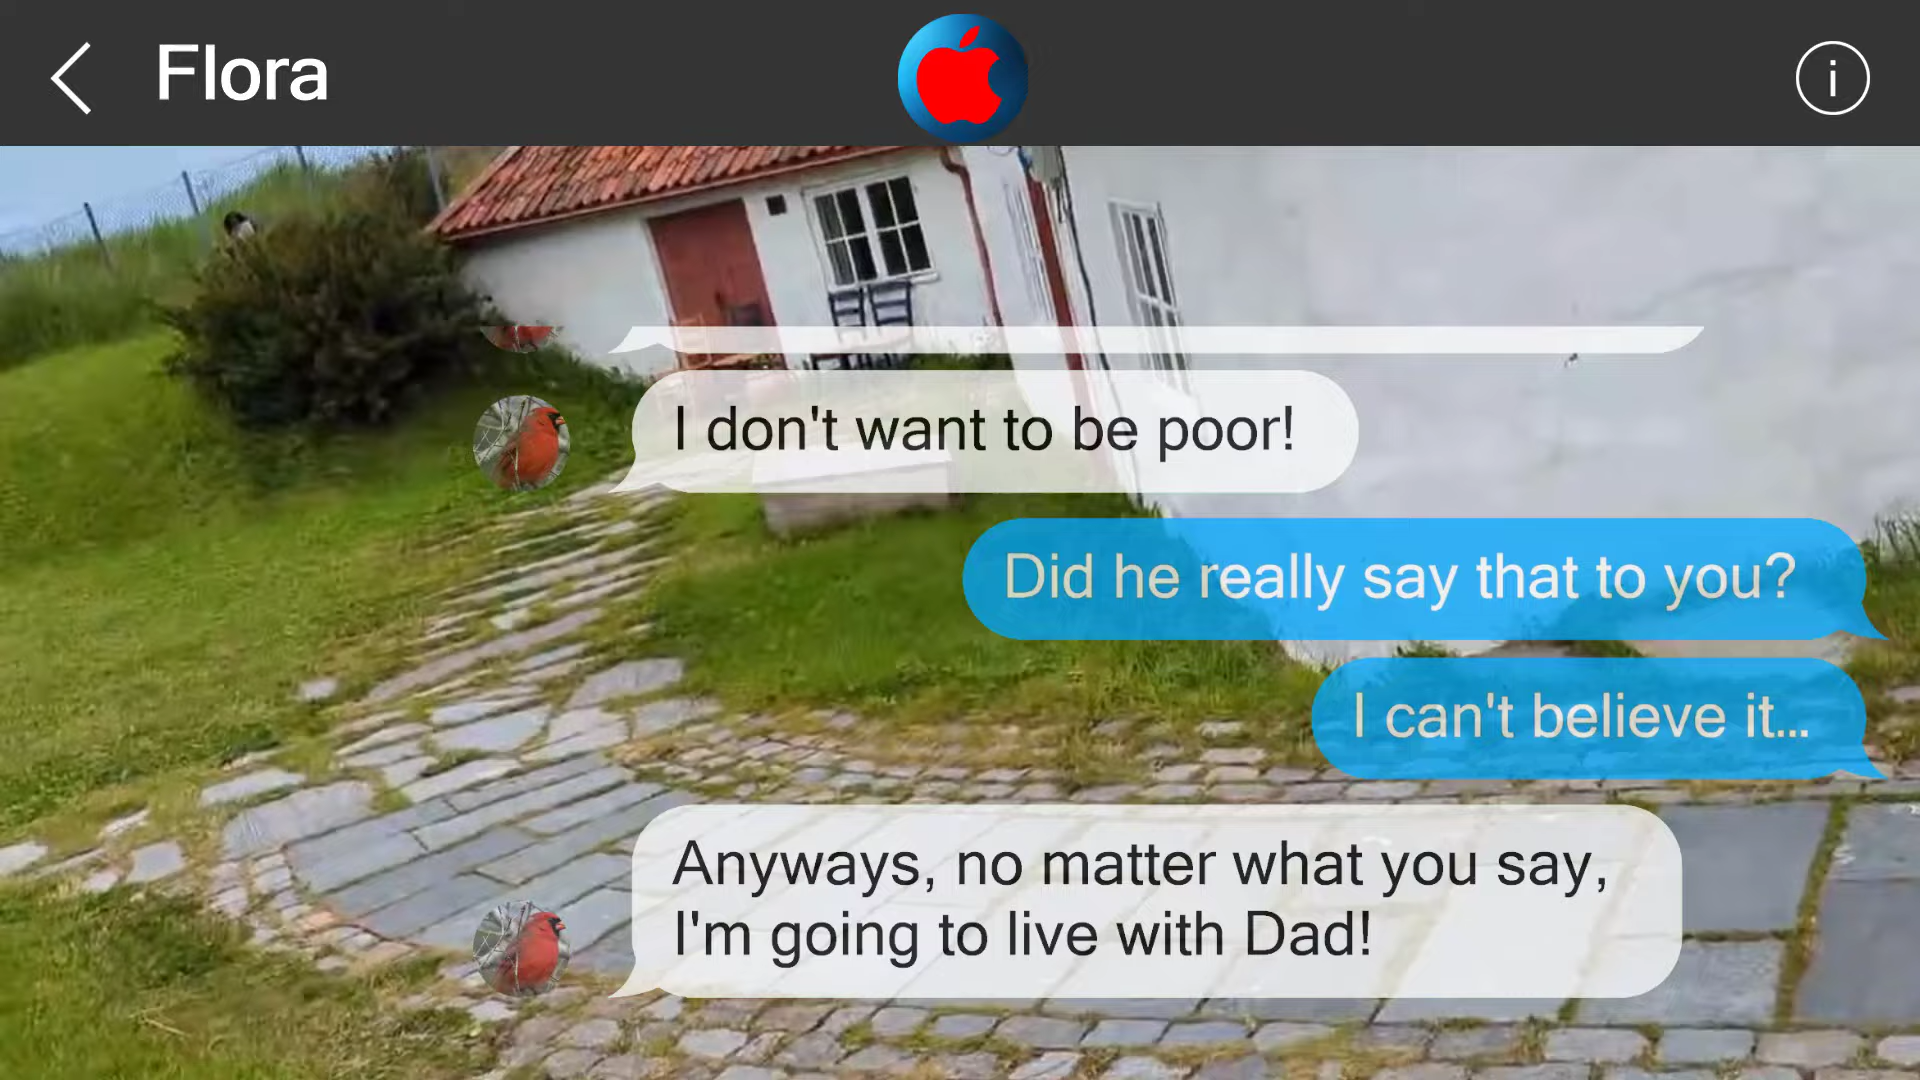 Flora
i
I don't want to be poor!
Did he really say that to you?
I can't believe it...
Anyways, no matter what you say,
I'm going to live with Dad!